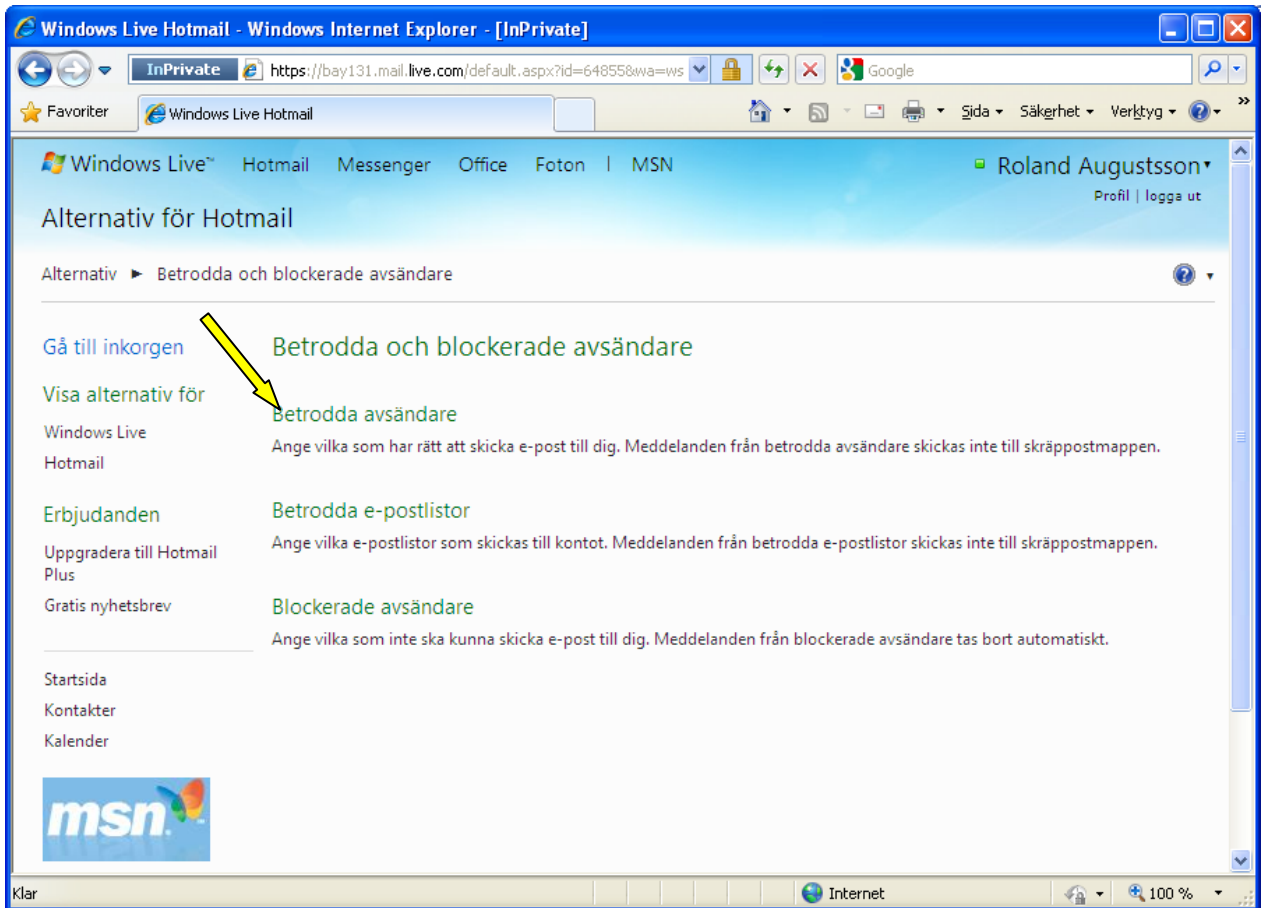 Windows Live Hotmail - Windows Internet Explorer - [InPrivate]
InPrivate https://bay131.mail.live.com/default.aspx?id=64855&wa=ws Google
Favoriter Windows Live Hotmail Sida Säkerhet Verktyg »
Windows Live™ Hotmail Messenger Office Foton | MSN Roland Augustsson
Profil | logga ut
Alternativ för Hotmail
Alternativ ► Betrodda och blockerade avsändare
Gå till inkorgen
Visa alternativ för
Windows Live
Hotmail
Erbjudanden
Uppgradera till Hotmail
Plus
Gratis nyhetsbrev
Startsida
Kontakter
Kalender
msn
Betrodda och blockerade avsändare
Betrodda avsändare
Ange vilka som har rätt att skicka e-post till dig. Meddelanden från betrodda avsändare skickas inte till skräppostmappen.
Betrodda e-postlistor
Ange vilka e-postlistor som skickas till kontot. Meddelanden från betrodda e-postlistor skickas inte till skräppostmappen.
Blockerade avsändare
Ange vilka som inte ska kunna skicka e-post till dig. Meddelanden från blockerade avsändare tas bort automatiskt.
Klar Internet 100 %